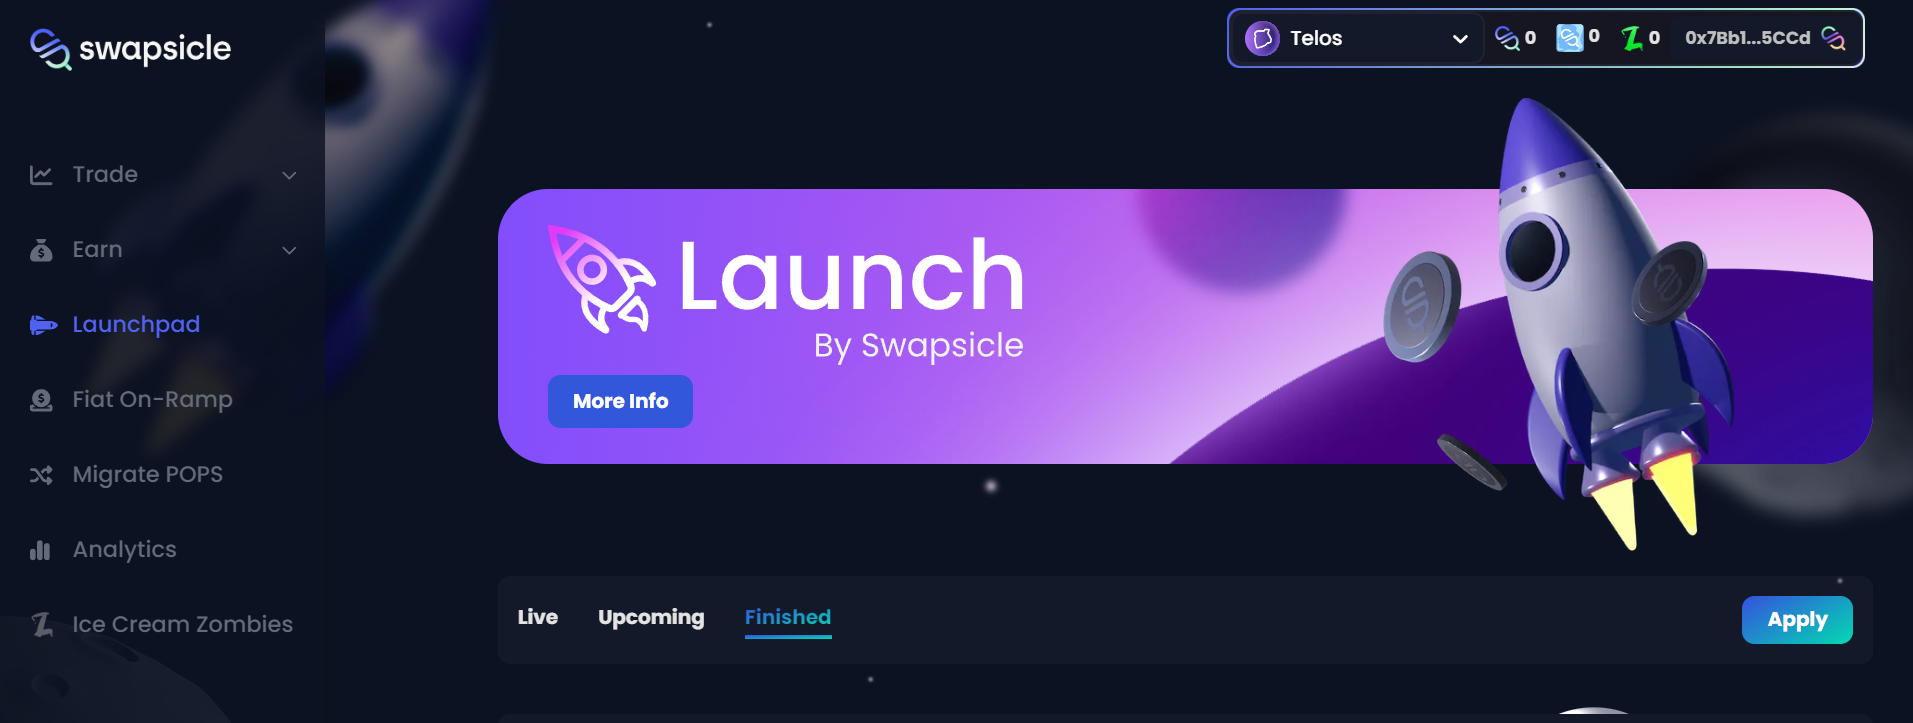 swapsicle
Telos
0
0
0
0x7Bb1...5CCd
Trade
Earn
Launchpad
Fiat On-Ramp
Migrate POPS
Analytics
Ice Cream Zombies
Launch
By Swapsicle
More Info
Live
Upcoming
Finished
Apply